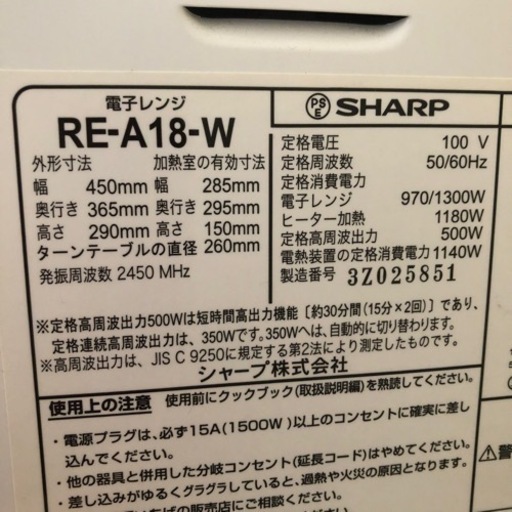 電子レンジ
RE-A18-W
外形寸法 加熱室の有効寸法
幅 450mm 幅 285mm
奥行き 365mm 奥行き 295mm
高さ 290mm 高さ 150mm
ターンテーブルの直径 260mm
発振周波数 2450 MHz
PS E SHARP
定格電圧 100 V
定格周波数 50/60Hz
定格消費電力
電子レンジ 970/1300W
ヒーター加熱 1180W
定格高周波出力 500W
電熱装置の定格消費電力 1140W
製造番号 3Z025851
※定格高周波出力500Wは短時間高出力機能〔約30分間(15分×2回)〕であり、
定格連続高周波出力は、350Wです。350Wへは、自動的に切り替わります。
※高周波出力は、JIS C 9250に規定する第2法により測定したものです。
シャープ株式会社
使用上の注意 使用前にクックブック(取扱説明編)を熟読してください。
・電源プラグは、必ず15A(1500W)以上のコンセントに確実に差し
込んでください。
・他の器具と併用した分岐コンセント(延長コード)はやめてください。
・差し込みがゆるくグラグラしていると、過熱や火災の原因となります。
の販売店にご相談ください